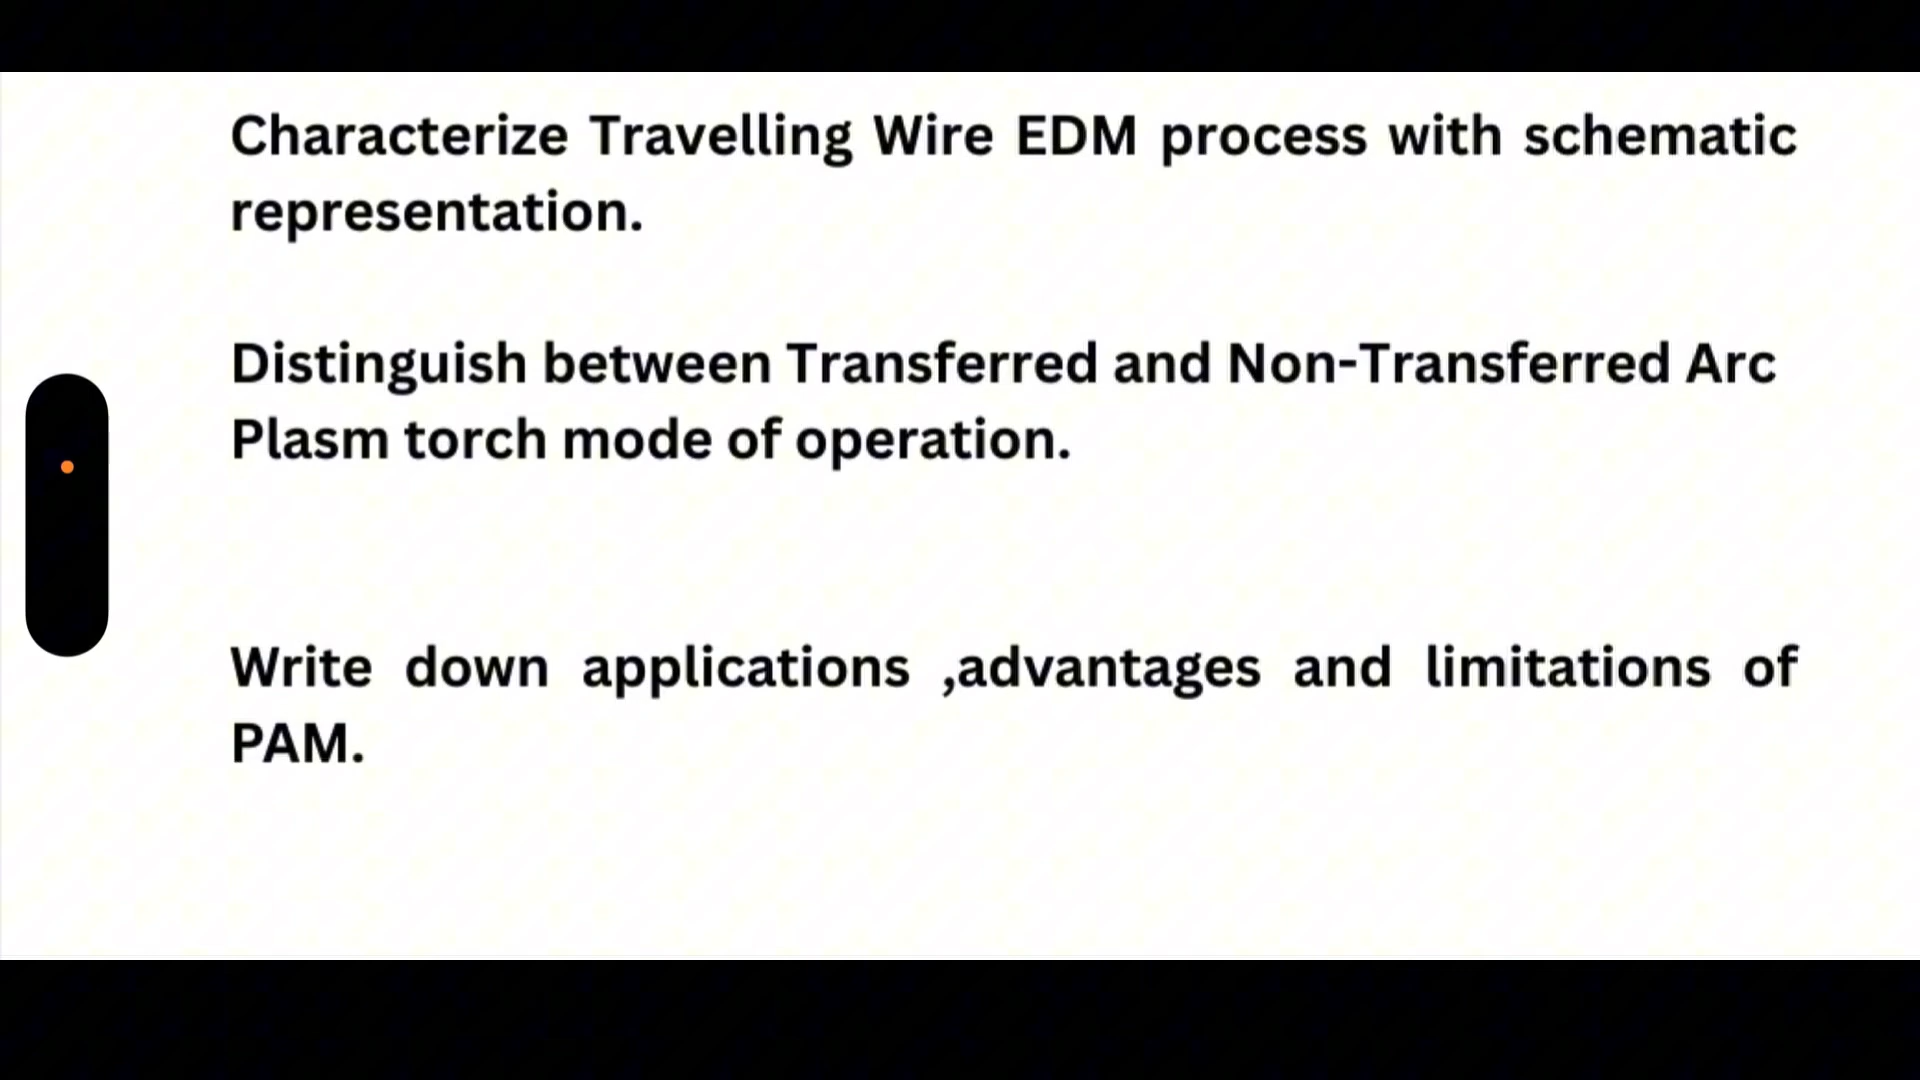 Characterize Travelling Wire EDM process with schematic
representation.
Distinguish between Transferred and Non-Transferred Arc
Plasm torch mode of operation.
Write down applications ,advantages and limitations of
PAM.